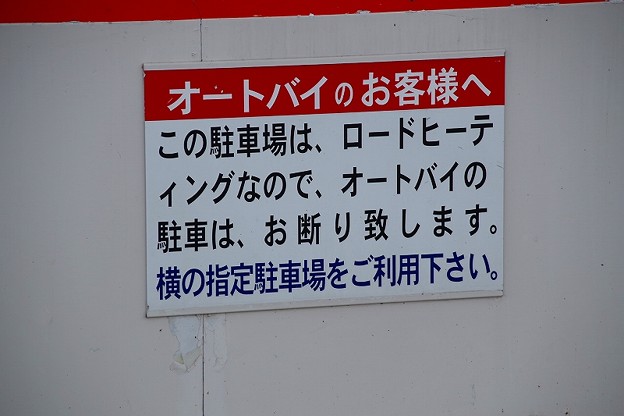 オートバイのお客様へ
この駐車場は、ロードヒーテ
ィングなので、オートバイの
駐車は、お断り致します。
横の指定駐車場をご利用下さい。